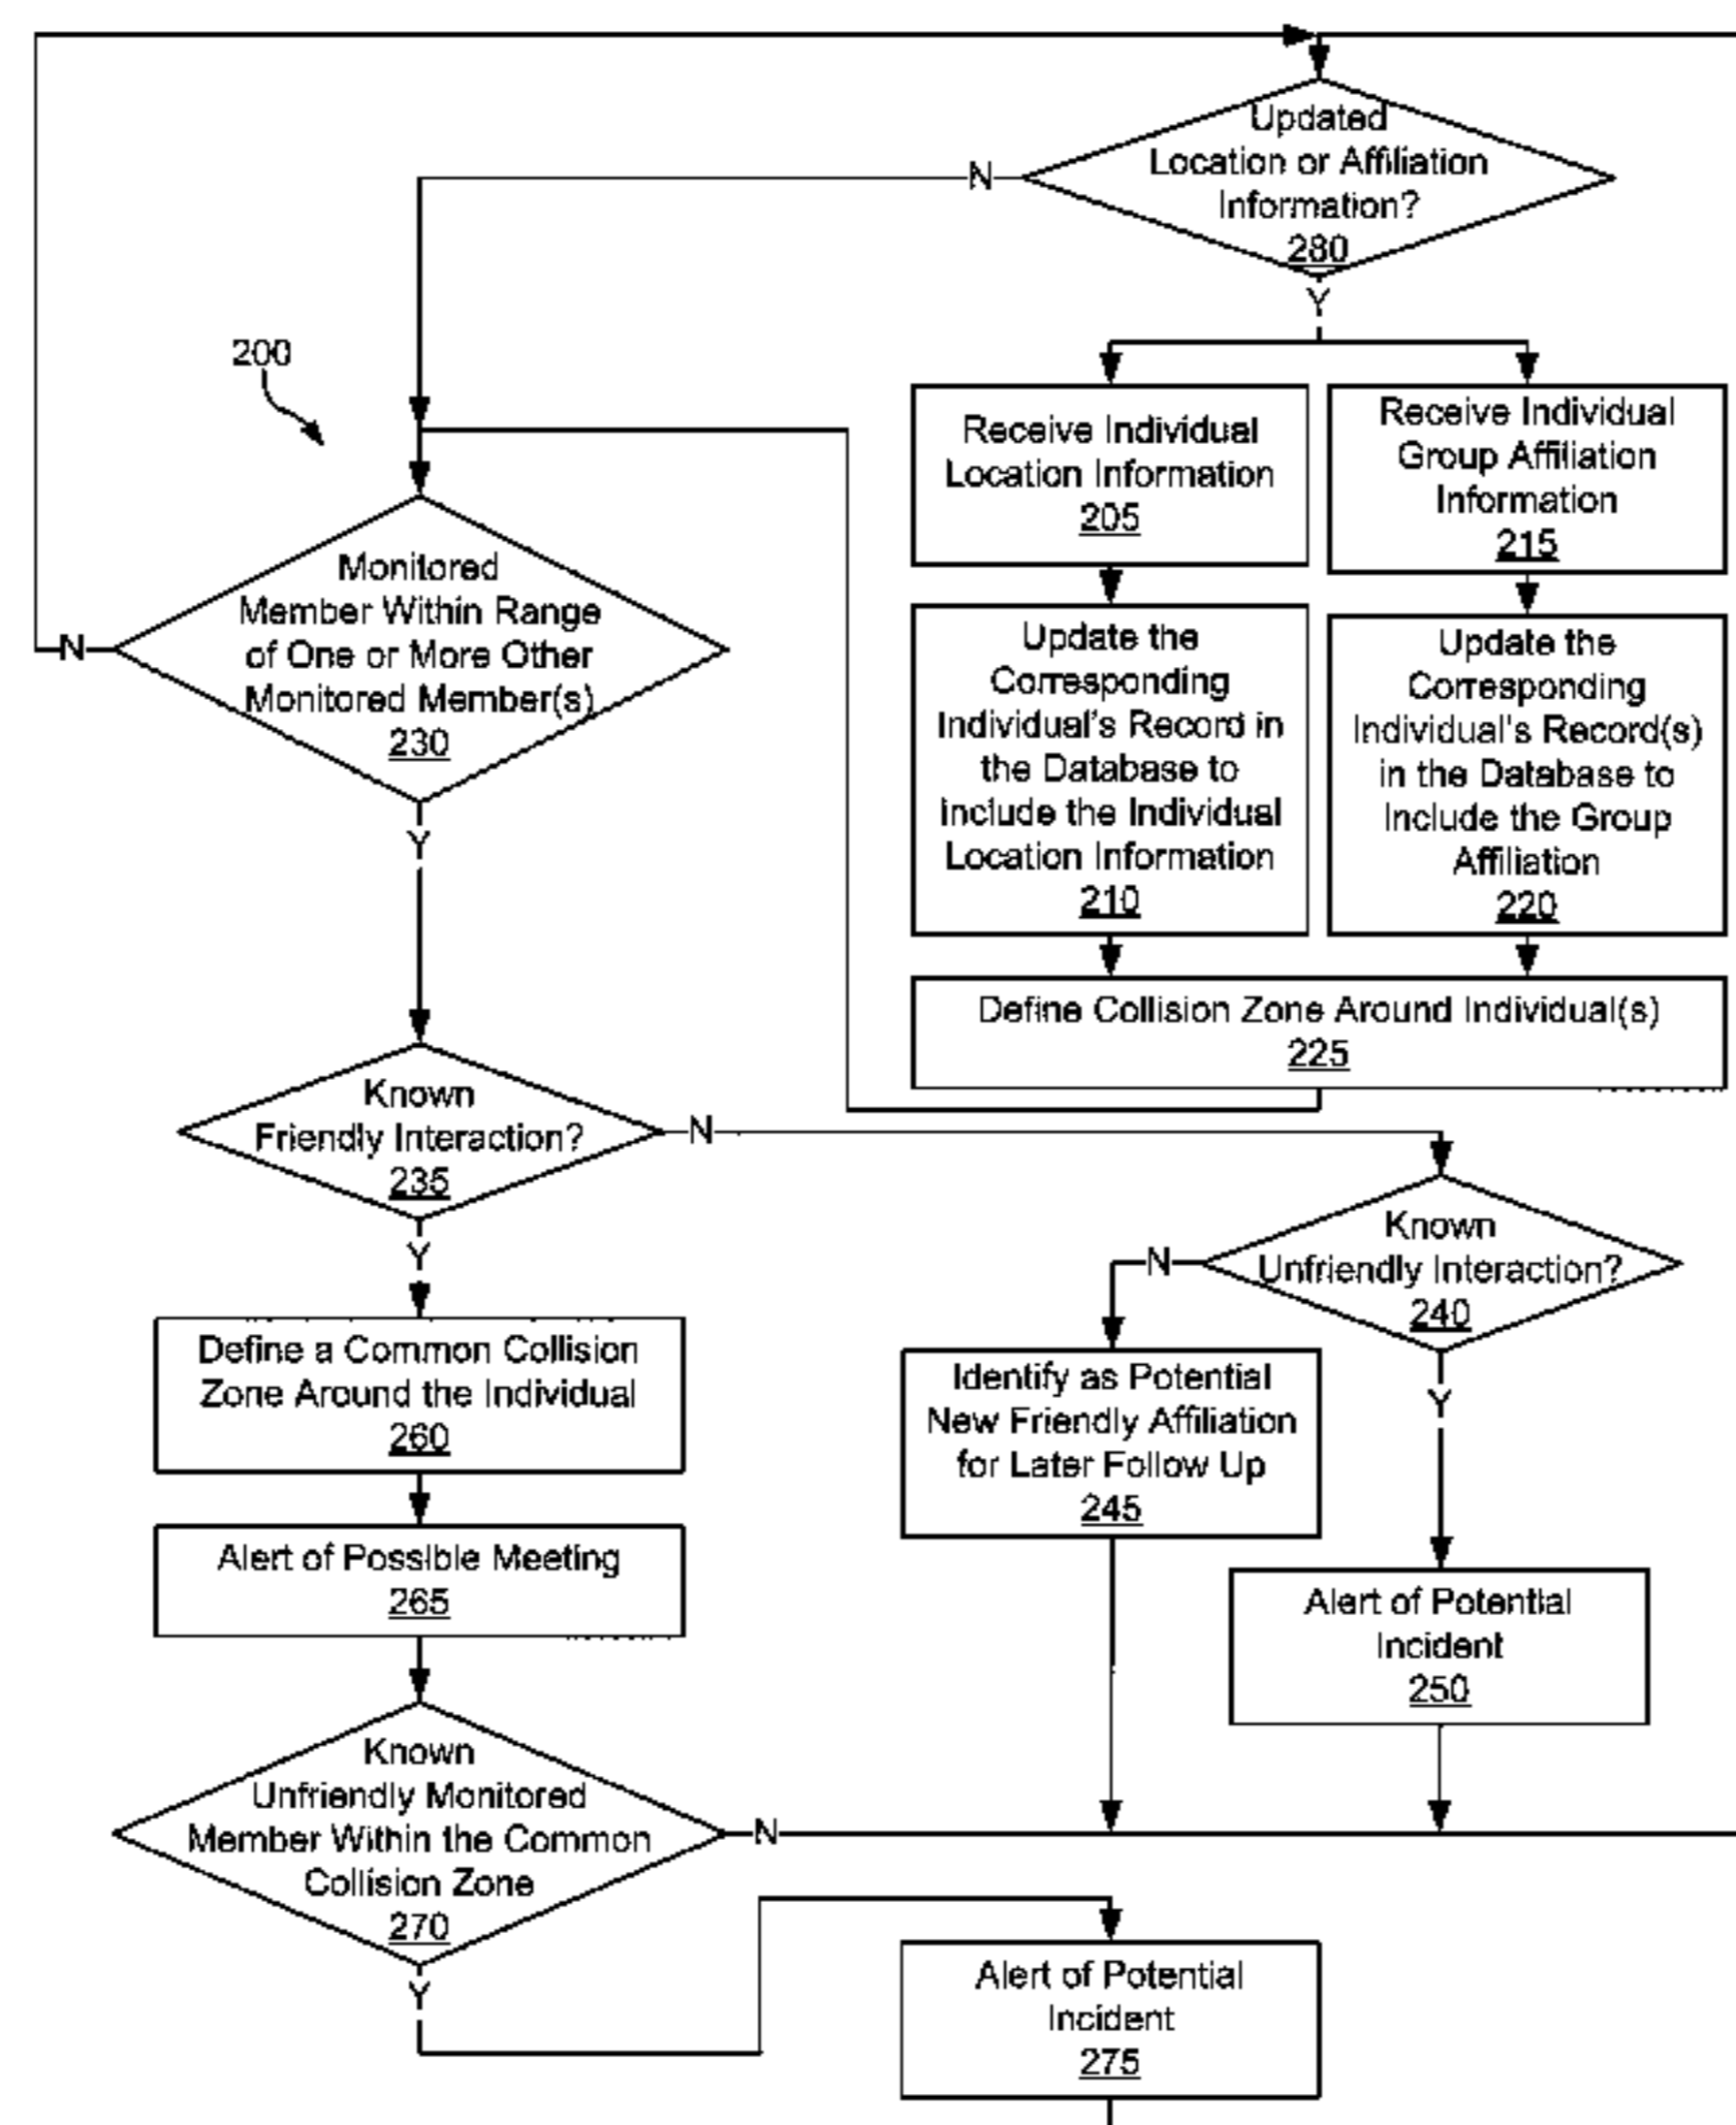 Updated
Location or Affiliation
Information?
280
N
Y
200
Receive Individual
Location Information
205
Receive Individual
Group Affiliation
Information
215
Monitored
Member Within Range
of One or More Other
Monitored Member(s)
230
N
Y
Update the
Corresponding
Individual's Record in
the Database to
Include the Individual
Location Information
210
Update the
Corresponding
Individual's Record(s)
in the Database to
Include the Group
Affiliation
220
Define Collision Zone Around Individual(s)
225
Known
Friendly Interaction?
235
N
Y
Known
Unfriendly Interaction?
240
N
Y
Define a Common Collision
Zone Around the Individual
260
Identify as Potential
New Friendly Affiliation
for Later Follow Up
245
Alert of Possible Meeting
265
Alert of Potential
Incident
250
Known
Unfriendly Monitored
Member Within the Common
Collision Zone
270
N
Y
Alert of Potential
Incident
275